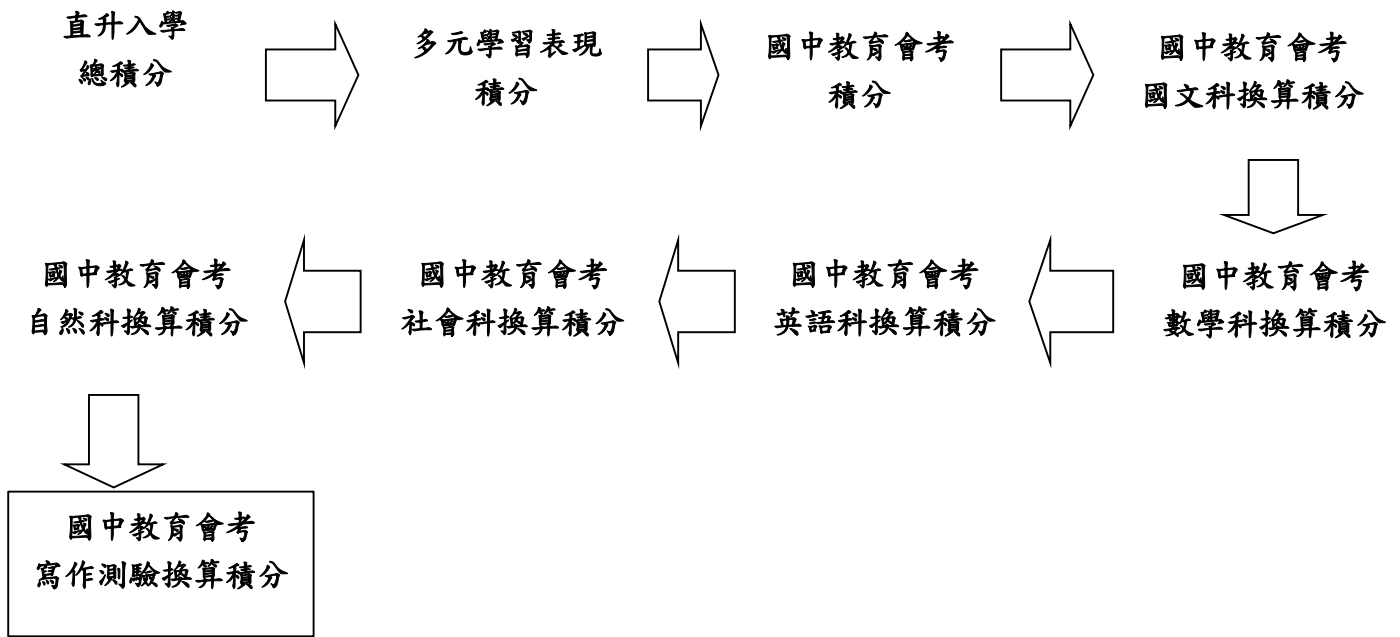 直升入學
總積分
多元學習表現
積分
國中教育會考
積分
國中教育會考
國文科換算積分
國中教育會考
數學科換算積分
國中教育會考
英語科換算積分
國中教育會考
社會科換算積分
國中教育會考
自然科換算積分
國中教育會考
寫作測驗換算積分